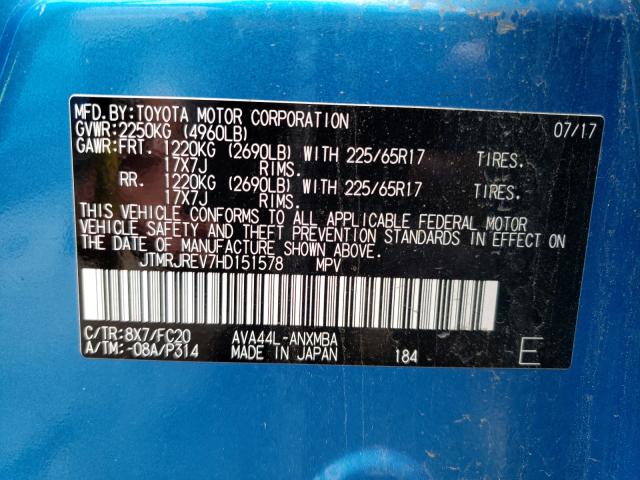 MFD.BY:TOYOTA MOTOR CORPORATION 07/17
GVWR:2250KG (4960LB)
GAWR:FRT. 1220KG (2690LB) WITH 225/65R17 TIRES.
17X7J RIMS.
RR. 1220KG (2690LB) WITH 225/65R17 TIRES.
17X7J RIMS.
THIS VEHICLE CONFORMS TO ALL APPLICABLE FEDERAL MOTOR
VEHICLE SAFETY AND THEFT PREVENTION STANDARDS IN EFFECT ON
THE DATE OF MANUFACTURE SHOWN ABOVE.
JTMRJREV7HD151578 MPV
C/TR:8X7/FC20 AVA44L-ANXMBA
A/TM:-08A/P314 MADE IN JAPAN 184 E